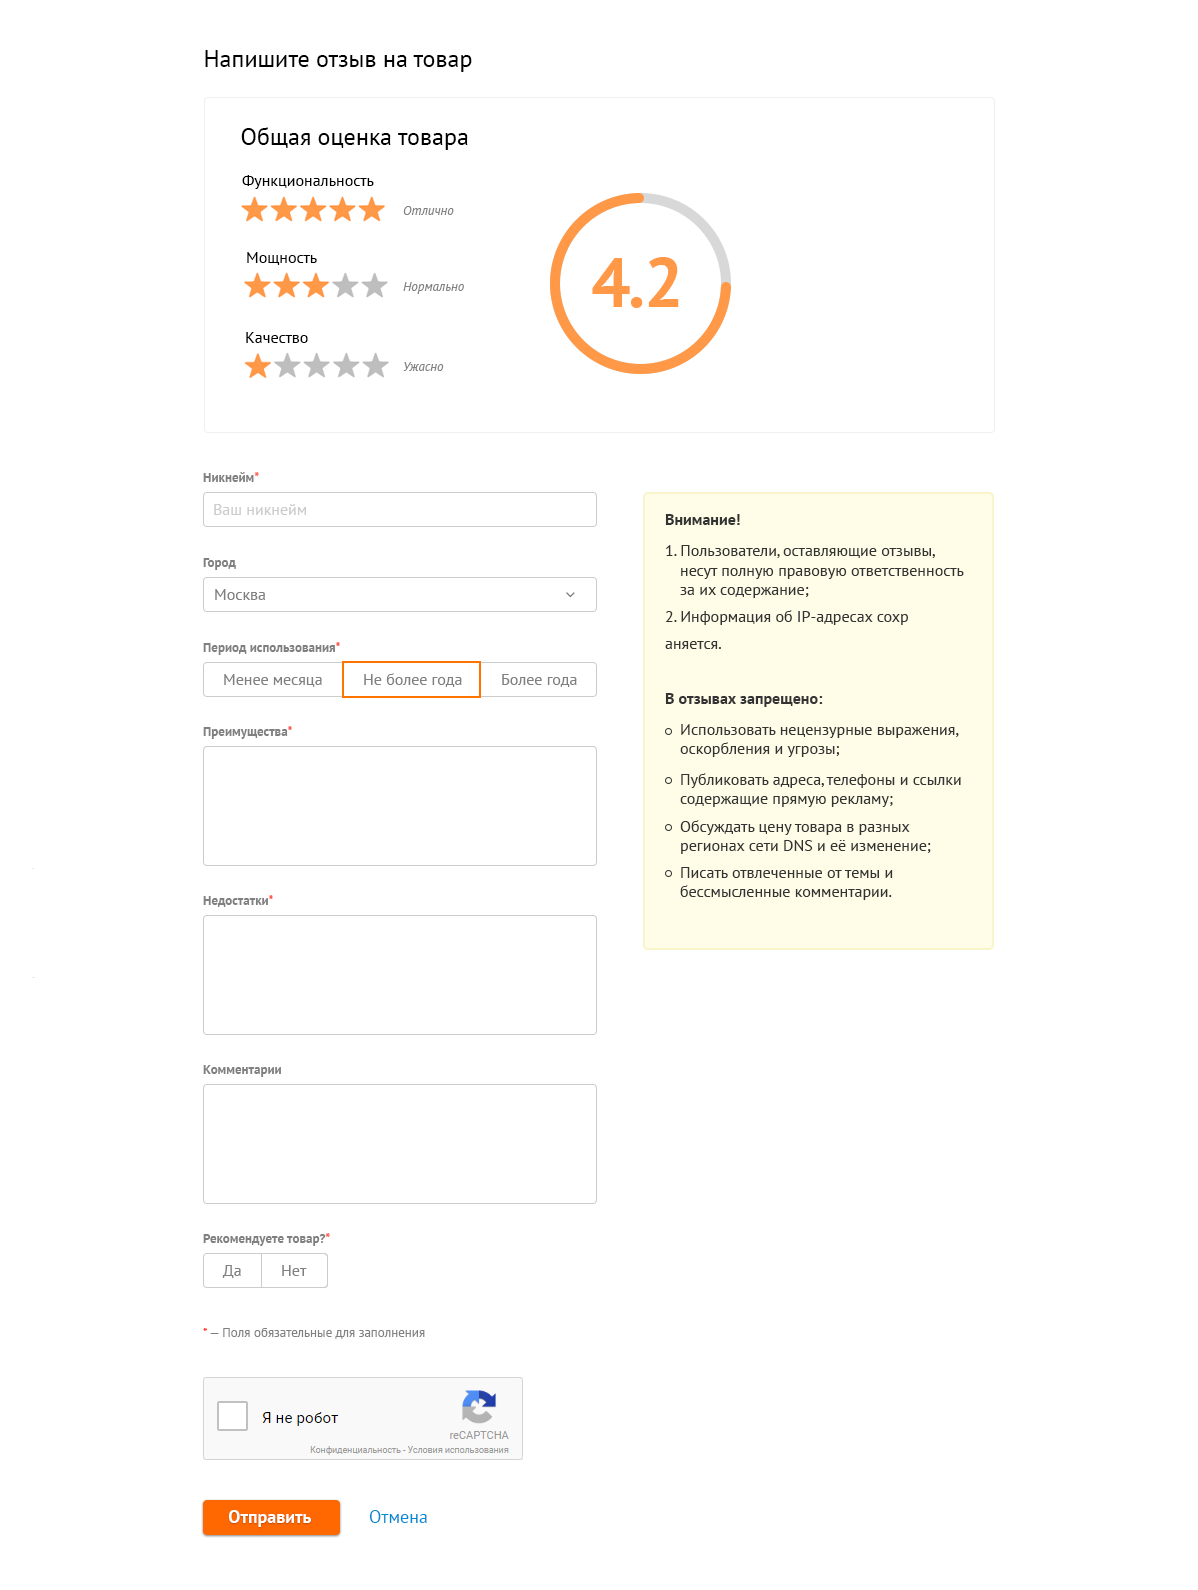 Напишите отзыв на товар
Общая оценка товара
Функциональность
Отлично
Мощность
Нормально
Качество
Ужасно
4.2
Никнейм*
Ваш никнейм
Город
Москва
Период использования*
Менее месяца
Не более года
Более года
Преимущества*
Недостатки*
Комментарии
Рекомендуете товар?*
Да
Нет
* — Поля обязательные для заполнения
Я не робот
reCAPTCHA
Конфиденциальность - Условия использования
Отправить
Отмена
Внимание!
1. Пользователи, оставляющие отзывы,
несут полную правовую ответственность
за их содержание;
2. Информация об IP-адресах сохр
аняется.
В отзывах запрещено:
Использовать нецензурные выражения,
оскорбления и угрозы;
Публиковать адреса, телефоны и ссылки
содержащие прямую рекламу;
Обсуждать цену товара в разных
регионах сети DNS и её изменение;
Писать отвлеченные от темы и
бессмысленные комментарии.